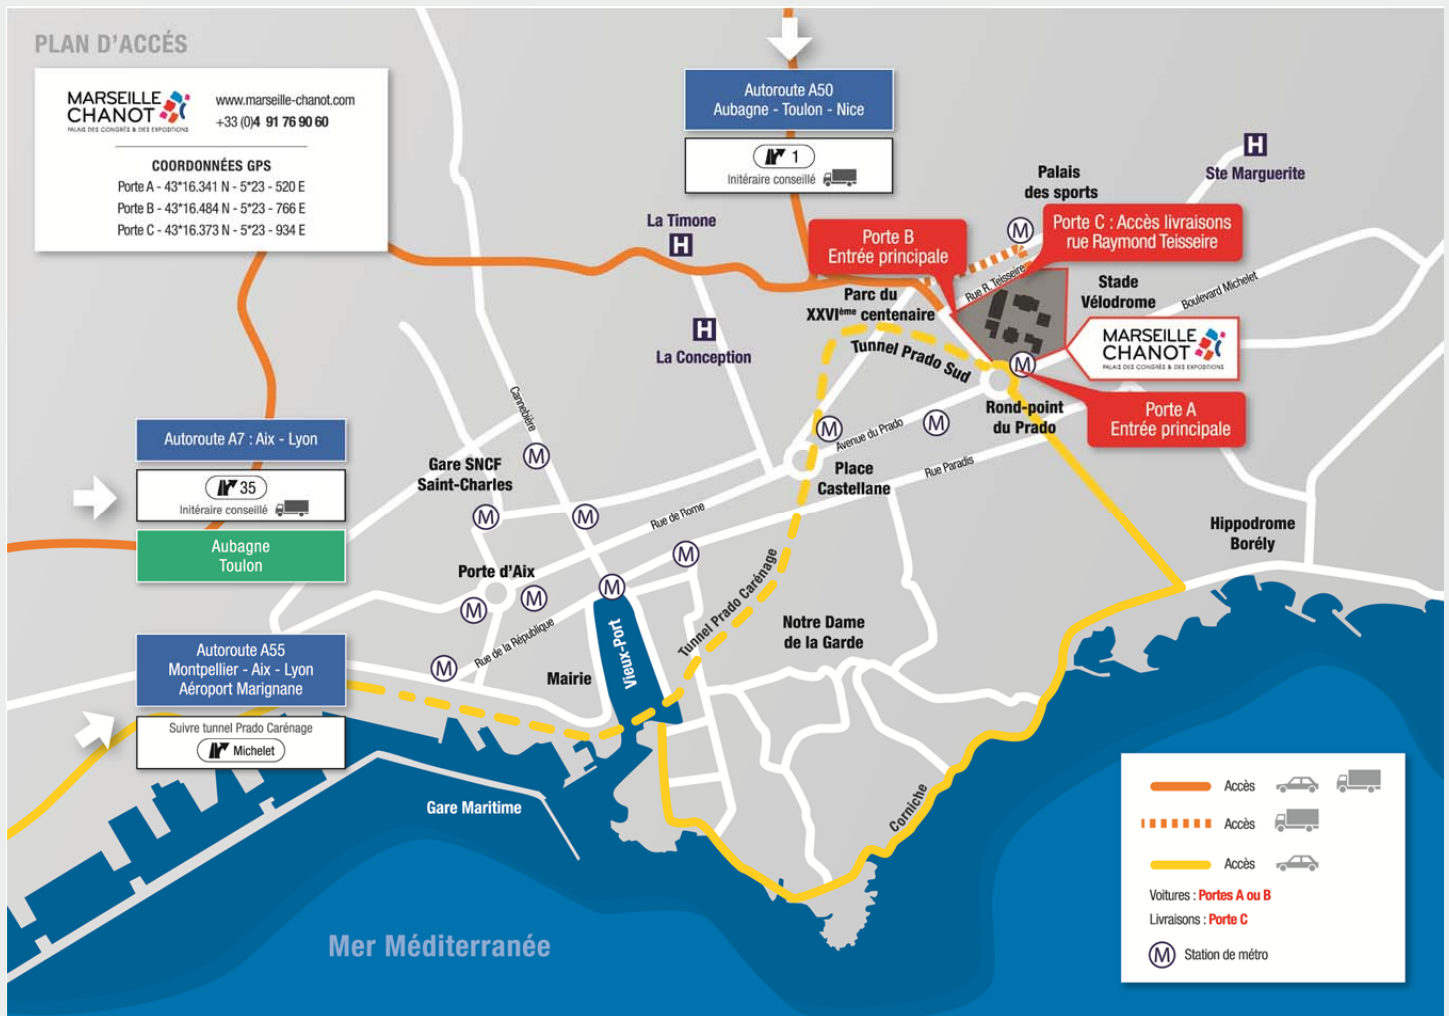 PLAN D’ACCÉS
MARSEILLE
CHANOT
PALAIS DES CONGRÈS & DES EXPOSITIONS
www.marseille-chanot.com
+33 (0)4 91 76 90 60
COORDONNÉES GPS
Porte A - 43*16.341 N - 5*23 - 520 E
Porte B - 43*16.484 N - 5*23 - 766 E
Porte C - 43*16.373 N - 5*23 - 934 E
Autoroute A50
Aubagne - Toulon - Nice
1
Initéraire conseillé
H
Ste Marguerite
Palais
des sports
M
Porte C : Accès livraisons
rue Raymond Teisseire
La Timone
H
Porte B
Entrée principale
Rue R. Teisseire
Stade
Vélodrome
Boulevard Michelet
Parc du
XXVIème centenaire
H
La Conception
Tunnel Prado Sud
MARSEILLE
CHANOT
PALAIS DES CONGRÈS & DES EXPOSITIONS
M
Rond-point
du Prado
Porte A
Entrée principale
Cannebière
M
Avenue du Prado
M
Autoroute A7 : Aix - Lyon
35
Initéraire conseillé
Aubagne
Toulon
M
Gare SNCF
Saint-Charles
Place
Castellane
Rue Paradis
M
M
Rue de Rome
Hippodrome
Borély
M
Porte d’Aix
M
M
M
Tunnel Prado Carénage
Notre Dame
de la Garde
Rue de la République
Vieux-Port
M
Mairie
Autoroute A55
Montpellier - Aix - Lyon
Aéroport Marignane
Suivre tunnel Prado Carénage
Michelet
Gare Maritime
Corniche
Mer Méditerranée
Accès
Accès
Accès
Voitures : Portes A ou B
Livraisons : Porte C
M Station de métro